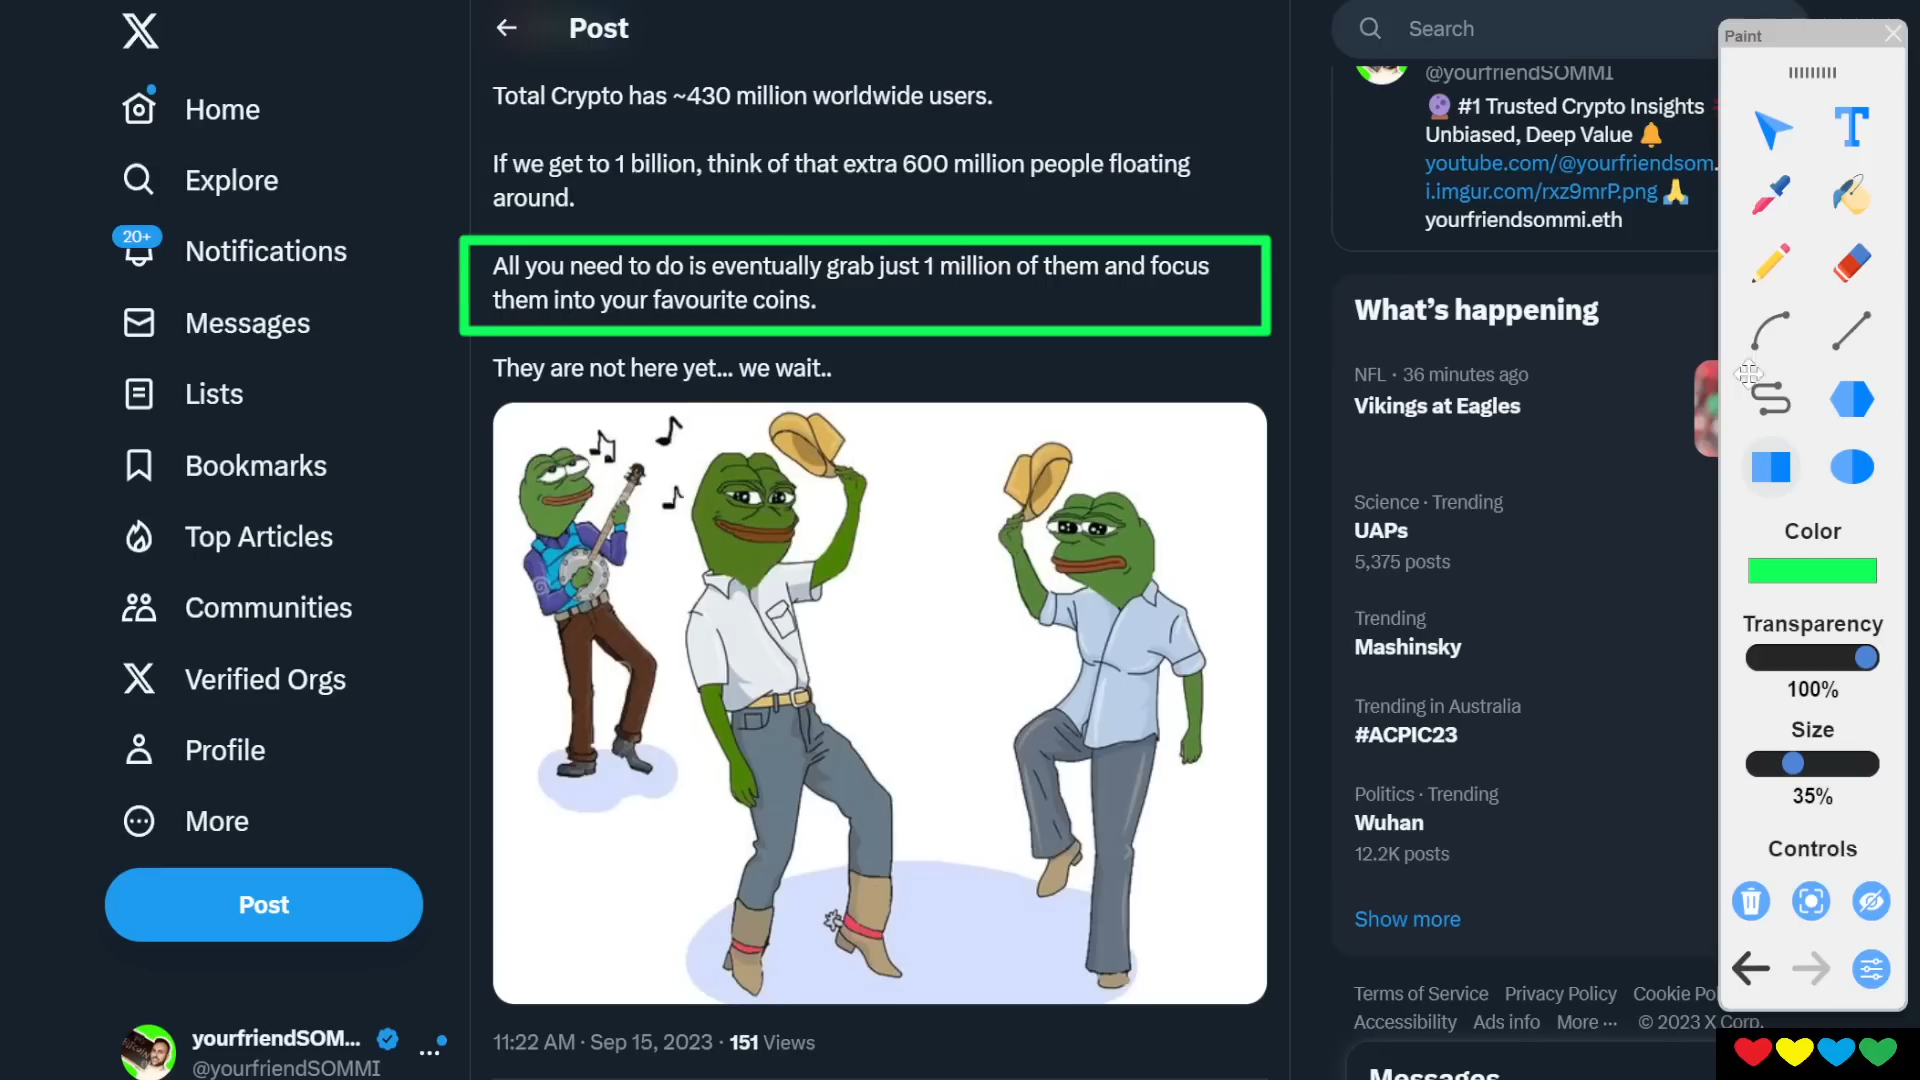 Home
Explore
20+
Notifications
Messages
Lists
Bookmarks
Top Articles
Communities
Verified Orgs
Profile
More
Post
yourfriendSOM...
@yourfriendSOMMI
Post
Total Crypto has ~430 million worldwide users.
If we get to 1 billion, think of that extra 600 million people floating
around.
All you need to do is eventually grab just 1 million of them and focus
them into your favourite coins.
They are not here yet... we wait..
11:22 AM · Sep 15, 2023 · 151 Views
Search
@yourfriendSOMMI
#1 Trusted Crypto Insights
Unbiased, Deep Value
youtube.com/@yourfriendsom.
i.imgur.com/rxz9mrP.png
yourfriendsommi.eth
What's happening
NFL · 36 minutes ago
Vikings at Eagles
Science · Trending
UAPs
5,375 posts
Trending
Mashinsky
Trending in Australia
#ACPIC23
Politics · Trending
Wuhan
12.2K posts
Show more
Terms of Service Privacy Policy Cookie Pol
Accessibility Ads info More ··· © 2023 X Corp.
Messages
Paint
T
Color
Transparency
100%
Size
35%
Controls